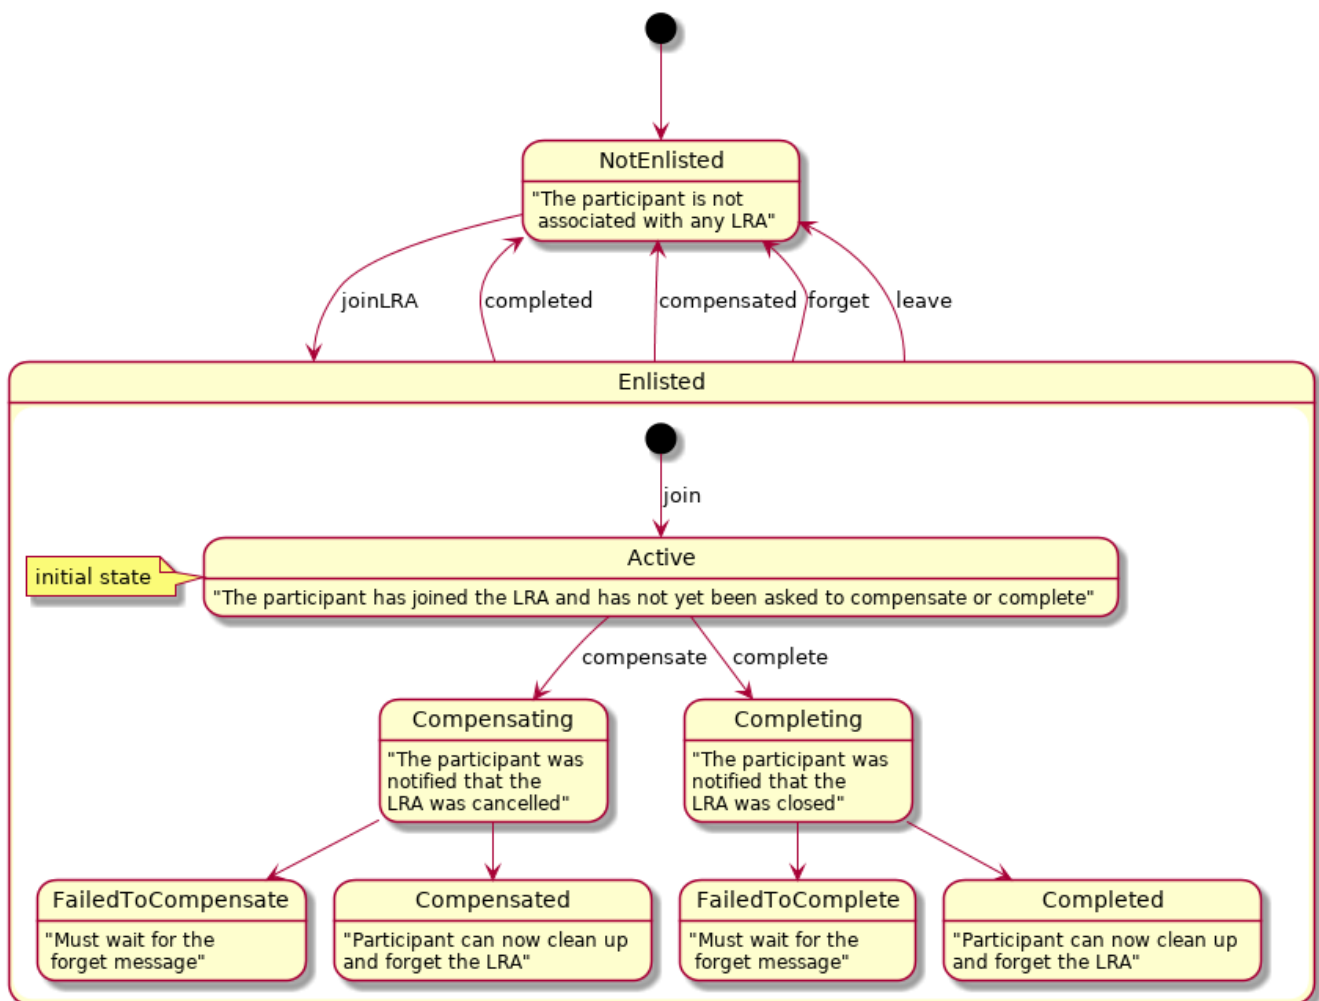 NotEnlisted
"The participant is not
associated with any LRA"
joinLRA
completed
compensated
forget
leave
Enlisted
join
initial state
Active
"The participant has joined the LRA and has not yet been asked to compensate or complete"
compensate
complete
Compensating
"The participant was
notified that the
LRA was cancelled"
Completing
"The participant was
notified that the
LRA was closed"
FailedToCompensate
"Must wait for the
forget message"
Compensated
"Participant can now clean up
and forget the LRA"
FailedToComplete
"Must wait for the
forget message"
Completed
"Participant can now clean up
and forget the LRA"